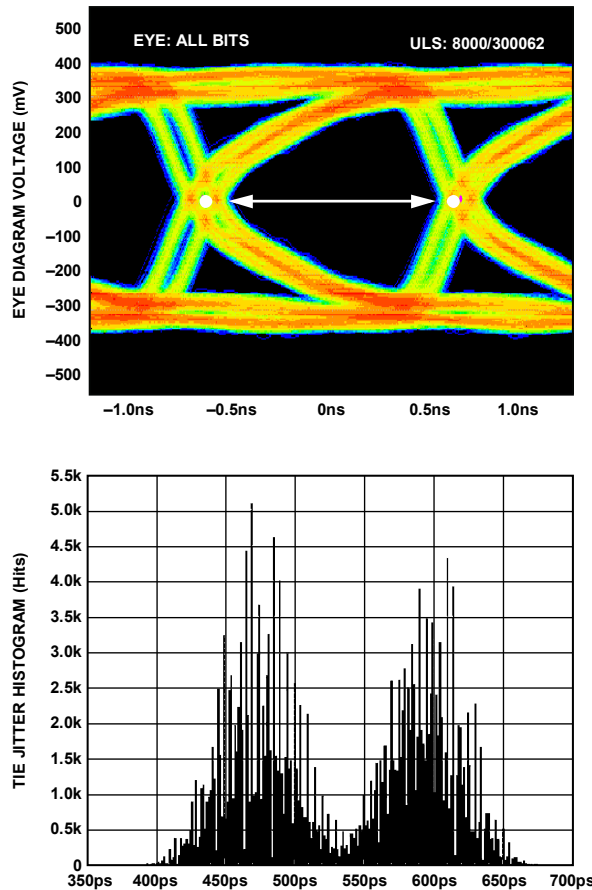 EYE: ALL BITS
ULS: 8000/300062
EYE DIAGRAM VOLTAGE (mV)
500
400
300
200
100
0
–100
–200
–300
–400
–500
–1.0ns –0.5ns 0ns 0.5ns 1.0ns
TIE JITTER HISTOGRAM (Hits)
5.5k
5.0k
4.5k
4.0k
3.5k
3.0k
2.5k
2.0k
1.5k
1.0k
0.5k
0
350ps 400ps 450ps 500ps 550ps 600ps 650ps 700ps